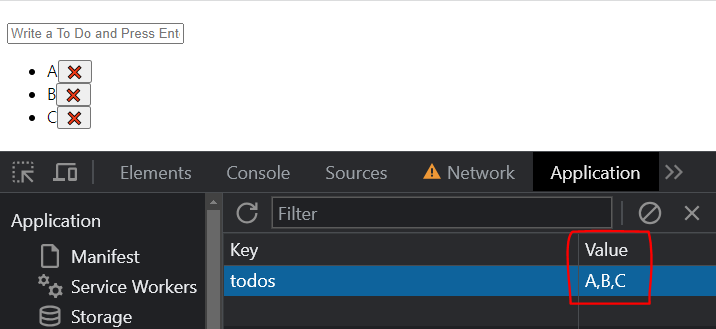 Write a To Do and Press Ent
A
B
C
Elements Console Sources Network Application
Application
Filter
Manifest
Key Value
Service Workers
todos A,B,C
Storage